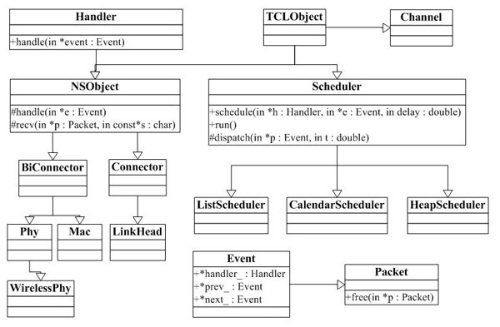 Handler
+handle(in *event : Event)
TCLObject
Channel
NSObject
#handle(in *e : Event)
#recv(in *p : Packet, in const*s : char)
Scheduler
+schedule(in *h : Handler, in *e : Event, in delay : double)
+run()
#dispatch(in *p : Event, in t : double)
BiConnector
Connector
ListScheduler
CalendarScheduler
HeapScheduler
Phy
Mac
LinkHead
WirelessPhy
Event
+*handler_ : Handler
+*prev_ : Event
+*next_ : Event
Packet
+free(in *p : Packet)